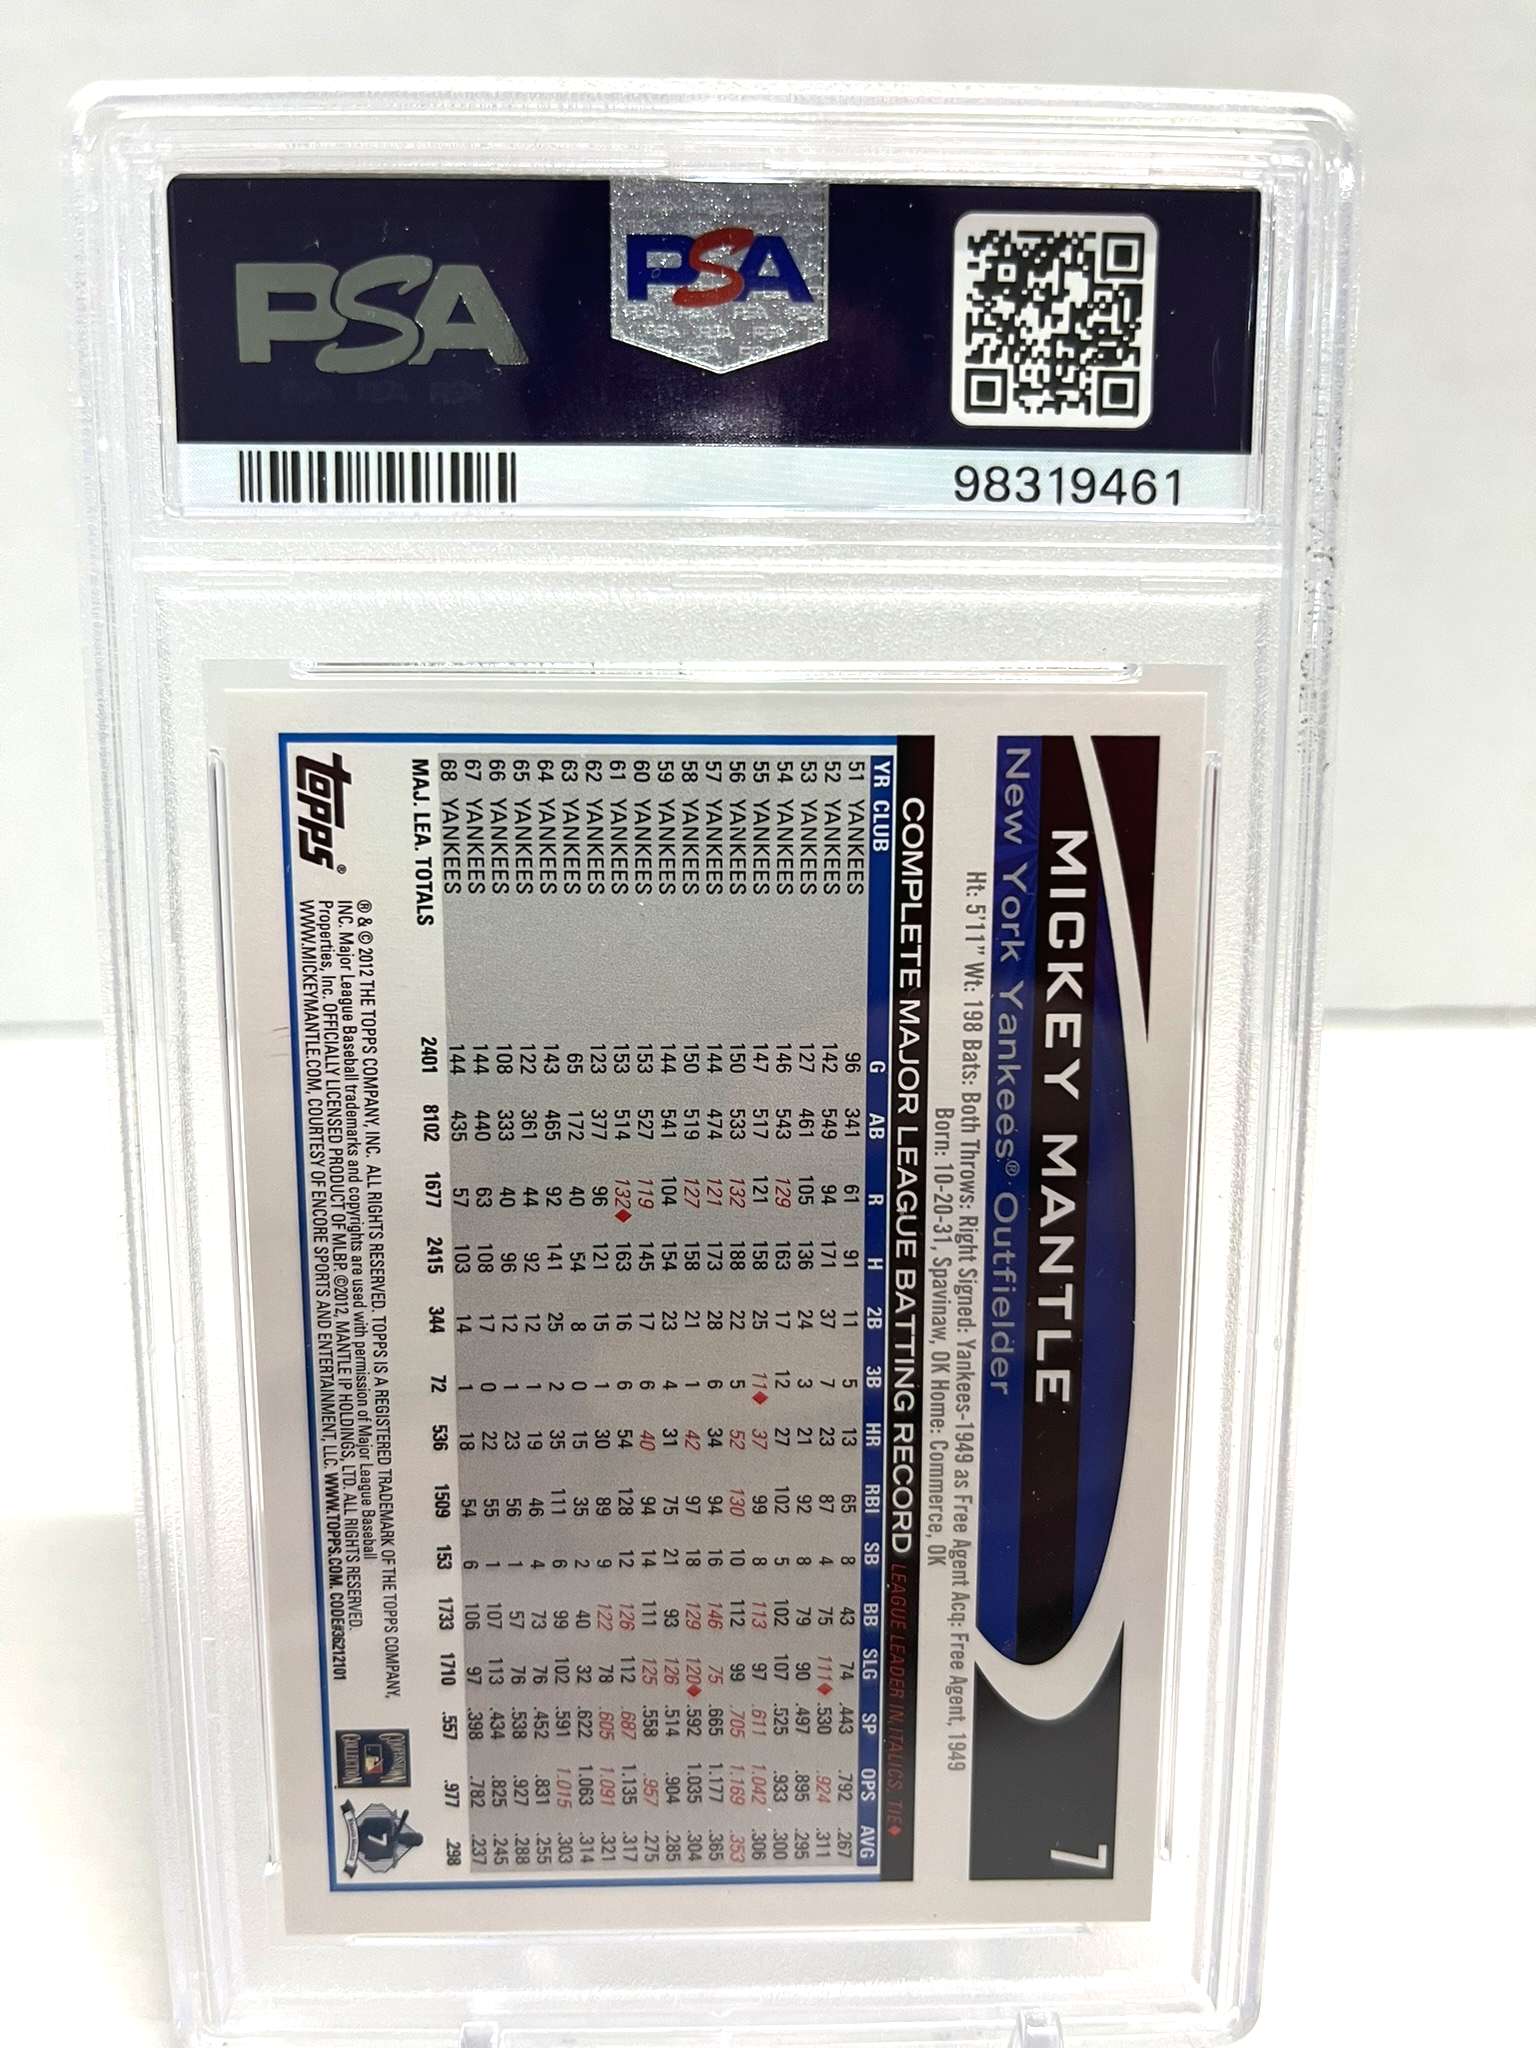 PSA
PSA
98319461
7
MICKEY MANTLE
New York Yankees® Outfielder
Ht: 5'11" Wt: 198 Bats: Both Throws: Right Signed: Yankees-1949 as Free Agent Acq: Free Agent, 1949
Born: 10-20-31, Spavinaw, OK Home: Commerce, OK
COMPLETE MAJOR LEAGUE BATTING RECORD LEAGUE LEADER IN ITALICS, TIE♦
YR CLUB G AB R H 2B 3B HR RBI SB BB SLG SP OPS AVG
51 YANKEES 96 341 61 91 11 5 13 65 8 43 74 .443 .792 .267
52 YANKEES 142 549 94 171 37 7 23 87 4 75 111♦ .530 .924 .311
53 YANKEES 127 461 105 136 24 3 21 92 8 79 90 .497 .895 .295
54 YANKEES 146 543 129 163 17 12 27 102 5 102 107 .525 .933 .300
55 YANKEES 147 517 121 158 25 11♦ 37 99 8 113 97 .611 1.042 .306
56 YANKEES 150 533 132 188 22 5 52 130 10 112 99 .705 1.169 .353
57 YANKEES 144 474 121 173 28 6 34 94 16 146 75 .665 1.177 .365
58 YANKEES 150 519 127 158 21 1 42 97 18 129 120♦ .592 1.035 .304
59 YANKEES 144 541 104 154 23 4 31 75 21 93 126 .514 .904 .285
60 YANKEES 153 527 119 145 17 6 40 94 14 111 125 .558 .957 .275
61 YANKEES 153 514 132♦ 163 16 6 54 128 12 126 112 .687 1.135 .317
62 YANKEES 123 377 96 121 15 1 30 89 9 122 78 .605 1.091 .321
63 YANKEES 65 172 40 54 8 0 15 35 2 40 32 .622 1.063 .314
64 YANKEES 143 465 92 141 25 2 35 111 6 99 102 .591 1.015 .303
65 YANKEES 122 361 44 92 12 1 19 46 4 73 76 .452 .831 .255
66 YANKEES 108 333 40 96 12 1 23 56 1 57 76 .538 .927 .288
67 YANKEES 144 440 63 108 17 0 22 55 1 107 113 .434 .825 .245
68 YANKEES 144 435 57 103 14 1 18 54 6 106 97 .398 .782 .237
MAJ. LEA. TOTALS 2401 8102 1677 2415 344 72 536 1509 153 1733 1710 .557 .977 .298
topps®
® & © 2012 THE TOPPS COMPANY, INC. ALL RIGHTS RESERVED. TOPPS IS A REGISTERED TRADEMARK OF THE TOPPS COMPANY,
INC. Major League Baseball trademarks and copyrights are used with permission of Major League Baseball
Properties, Inc. OFFICIALLY LICENSED PRODUCT OF MLBP. ©2012, MANTLE IP HOLDINGS, LTD. ALL RIGHTS RESERVED.
WWW.MICKEYMANTLE.COM, COURTESY OF ENCORE SPORTS AND ENTERTAINMENT, LLC. WWW.TOPPS.COM. CODE#36212101
COOPERSTOWN
COLLECTION
7